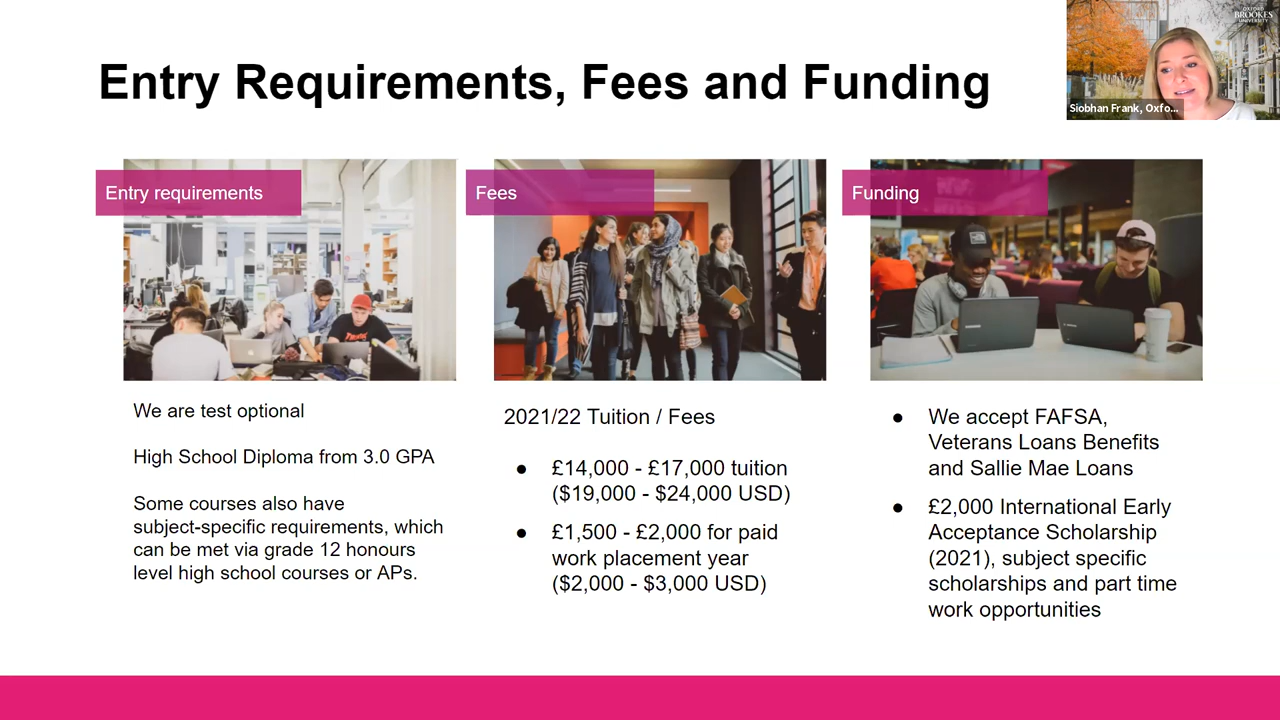 Entry Requirements, Fees and Funding
OXFORD
BROOKES
UNIVERSITY
Siobhan Frank, Oxfo...
Entry requirements
Fees
Funding
We are test optional
High School Diploma from 3.0 GPA
Some courses also have
subject-specific requirements, which
can be met via grade 12 honours
level high school courses or APs.
2021/22 Tuition / Fees
● £14,000 - £17,000 tuition
($19,000 - $24,000 USD)
● £1,500 - £2,000 for paid
work placement year
($2,000 - $3,000 USD)
● We accept FAFSA,
Veterans Loans Benefits
and Sallie Mae Loans
● £2,000 International Early
Acceptance Scholarship
(2021), subject specific
scholarships and part time
work opportunities